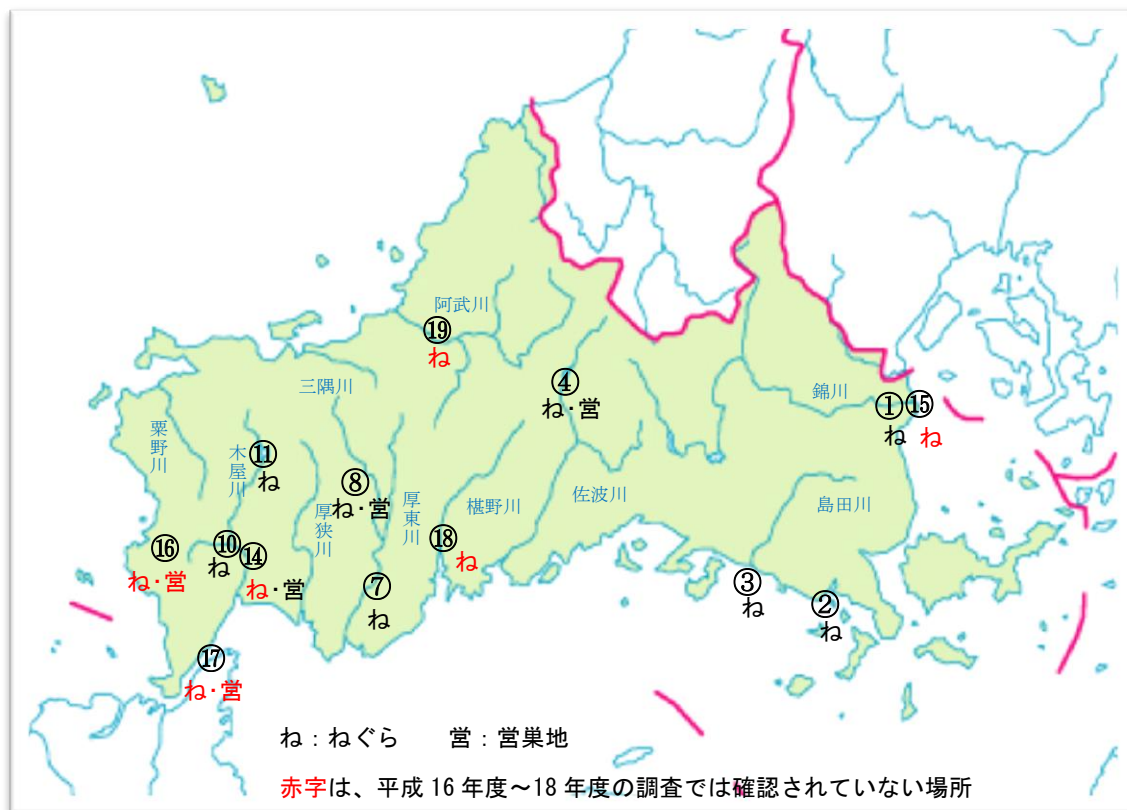 阿武川
⑲
ね
三隅川
④
ね・営
錦川
①
ね
⑮
ね
粟野川
木屋川
⑪
ね
⑧
ね・営
厚狭川
厚東川
椹野川
佐波川
島田川
⑯
ね・営
⑩
ね
⑭
ね・営
⑱
ね
⑦
ね
③
ね
②
ね
⑰
ね・営
ね：ねぐら　　営：営巣地
赤字は、平成 16 年度～18 年度の調査では確認されていない場所